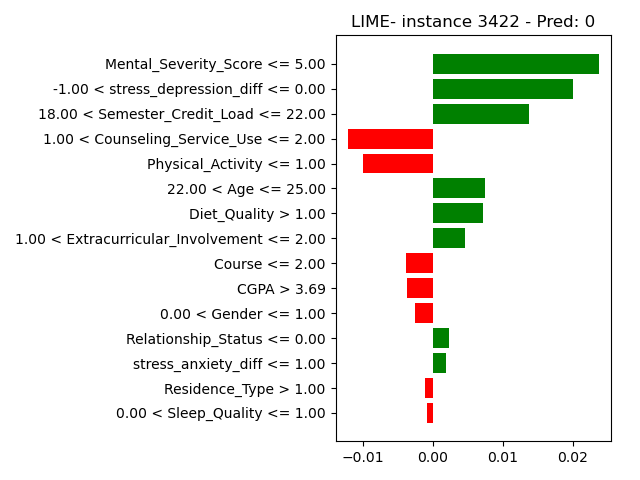 LIME- instance 3422 - Pred: 0
Mental_Severity_Score <= 5.00
-1.00 < stress_depression_diff <= 0.00
18.00 < Semester_Credit_Load <= 22.00
1.00 < Counseling_Service_Use <= 2.00
Physical_Activity <= 1.00
22.00 < Age <= 25.00
Diet_Quality > 1.00
1.00 < Extracurricular_Involvement <= 2.00
Course <= 2.00
CGPA > 3.69
0.00 < Gender <= 1.00
Relationship_Status <= 0.00
stress_anxiety_diff <= 1.00
Residence_Type > 1.00
0.00 < Sleep_Quality <= 1.00
−0.01 0.00 0.01 0.02